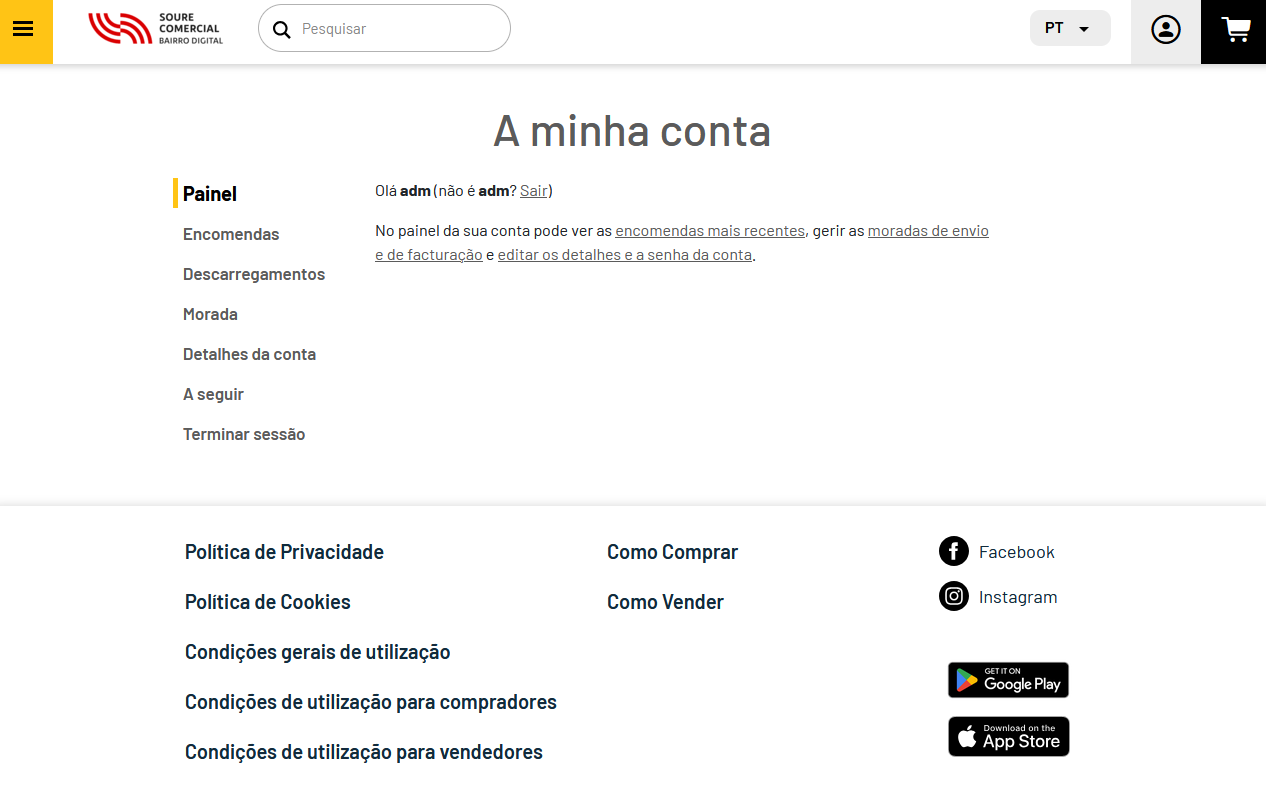 SOURE
COMERCIAL
BAIRRO DIGITAL
Pesquisar
PT
A minha conta
Painel
Encomendas
Descarregamentos
Morada
Detalhes da conta
A seguir
Terminar sessão
Olá adm (não é adm? Sair)
No painel da sua conta pode ver as encomendas mais recentes, gerir as moradas de envio
e de facturação e editar os detalhes e a senha da conta.
Política de Privacidade
Política de Cookies
Condições gerais de utilização
Condições de utilização para compradores
Condições de utilização para vendedores
Como Comprar
Como Vender
Facebook
Instagram
GET IT ON
Google Play
Download on the
App Store